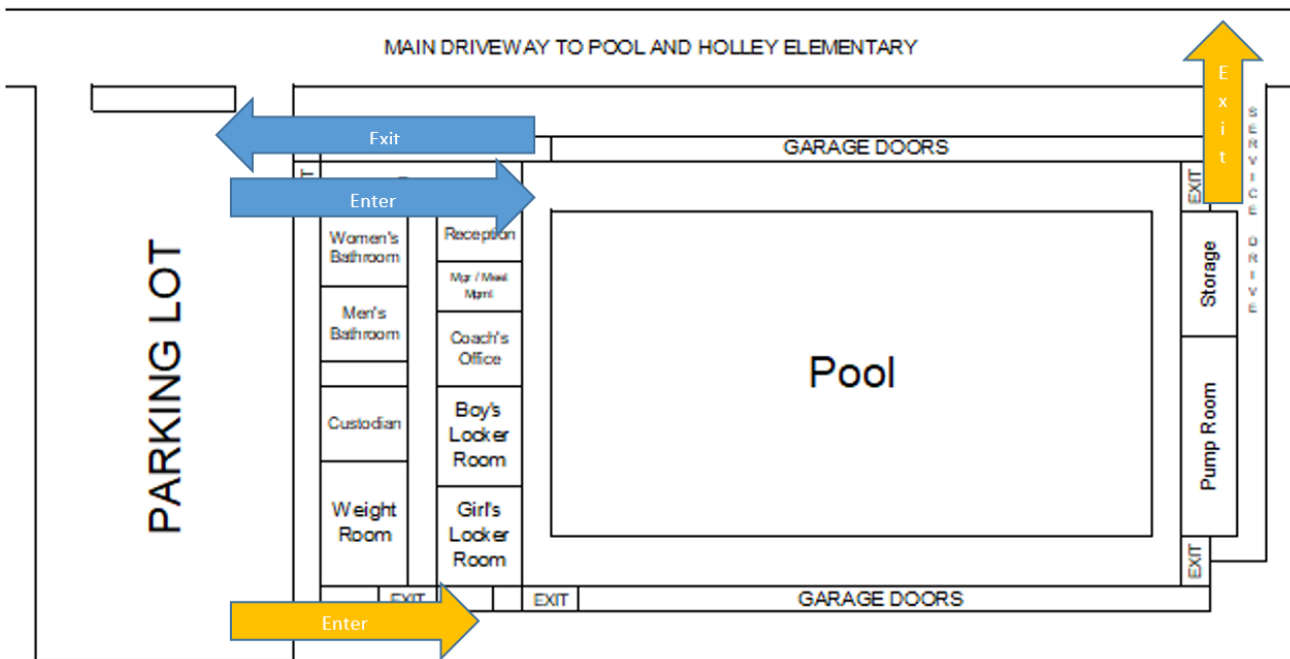 MAIN DRIVEWAY TO POOL AND HOLLEY ELEMENTARY
Exit
SERVICE DRIVE
Exit
GARAGE DOORS
EXIT
Enter
Women's
Bathroom
Reception
Mgr / Meet
Mgmt
Storage
Men's
Bathroom
Coach's
Office
PARKING LOT
Pool
Custodian
Boy's
Locker
Room
Pump Room
Weight
Room
Girl's
Locker
Room
EXIT
EXIT
EXIT
GARAGE DOORS
Enter